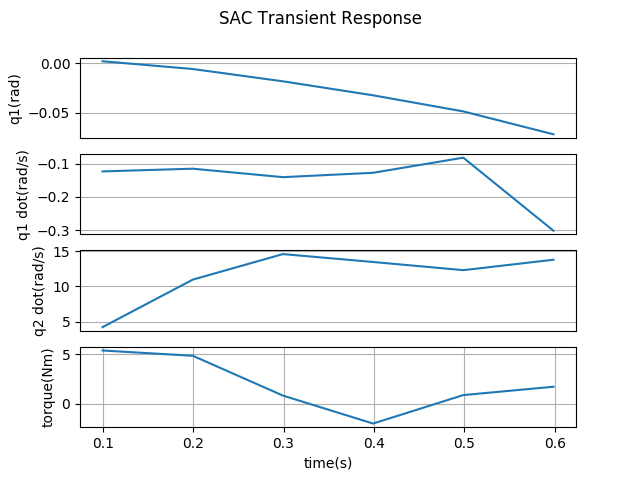 SAC Transient Response
q1(rad)
0.00
−0.05
q1 dot(rad/s)
−0.1
−0.2
−0.3
q2 dot(rad/s)
15
10
5
torque(Nm)
5
0
0.1 0.2 0.3 0.4 0.5 0.6
time(s)